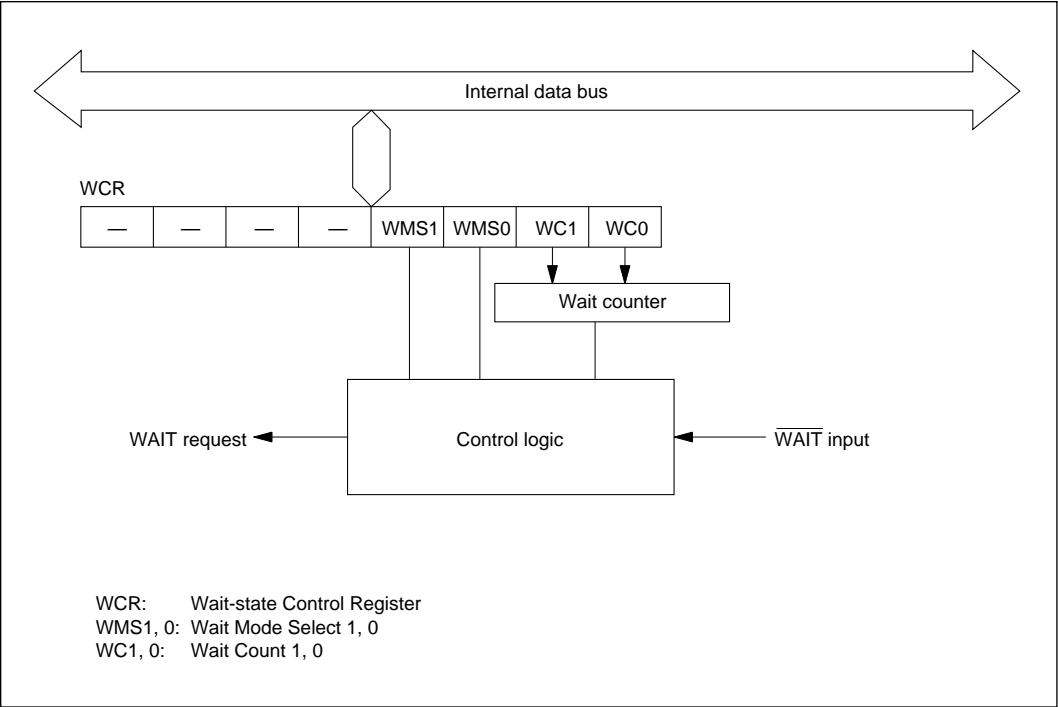 Internal data bus
WCR
— — — — WMS1 WMS0 WC1 WC0
Wait counter
WAIT request Control logic W̅A̅I̅T̅ input
WCR: Wait-state Control Register
WMS1, 0: Wait Mode Select 1, 0
WC1, 0: Wait Count 1, 0